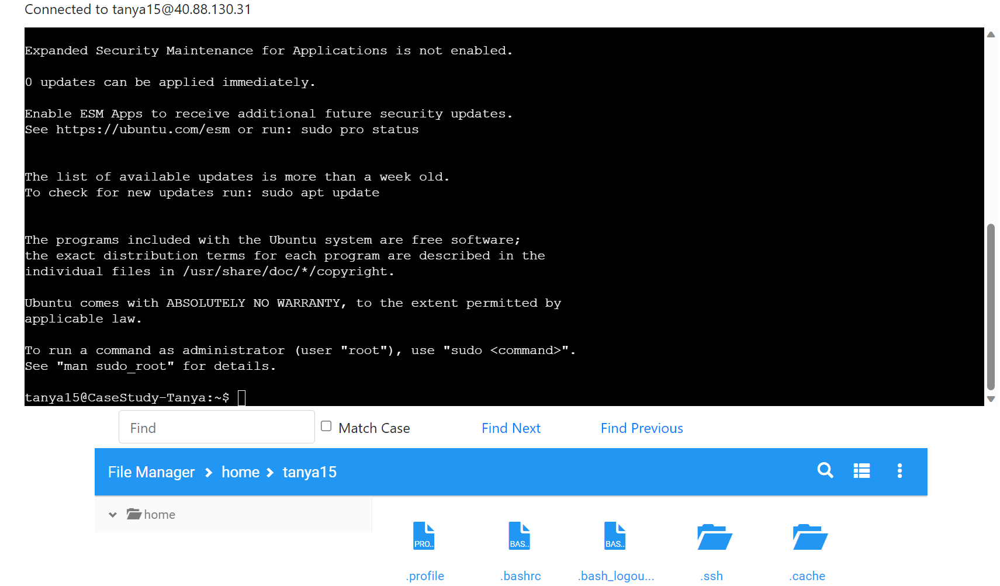 Connected to tanya15@40.88.130.31
Expanded Security Maintenance for Applications is not enabled.
0 updates can be applied immediately.
Enable ESM Apps to receive additional future security updates.
See https://ubuntu.com/esm or run: sudo pro status
The list of available updates is more than a week old.
To check for new updates run: sudo apt update
The programs included with the Ubuntu system are free software;
the exact distribution terms for each program are described in the
individual files in /usr/share/doc/*/copyright.
Ubuntu comes with ABSOLUTELY NO WARRANTY, to the extent permitted by
applicable law.
To run a command as administrator (user "root"), use "sudo <command>".
See "man sudo_root" for details.
tanya15@CaseStudy-Tanya:~$
Find Match Case Find Next Find Previous
File Manager > home > tanya15
home
PRO.. BAS.. BAS..
.profile .bashrc .bash_logou... .ssh .cache